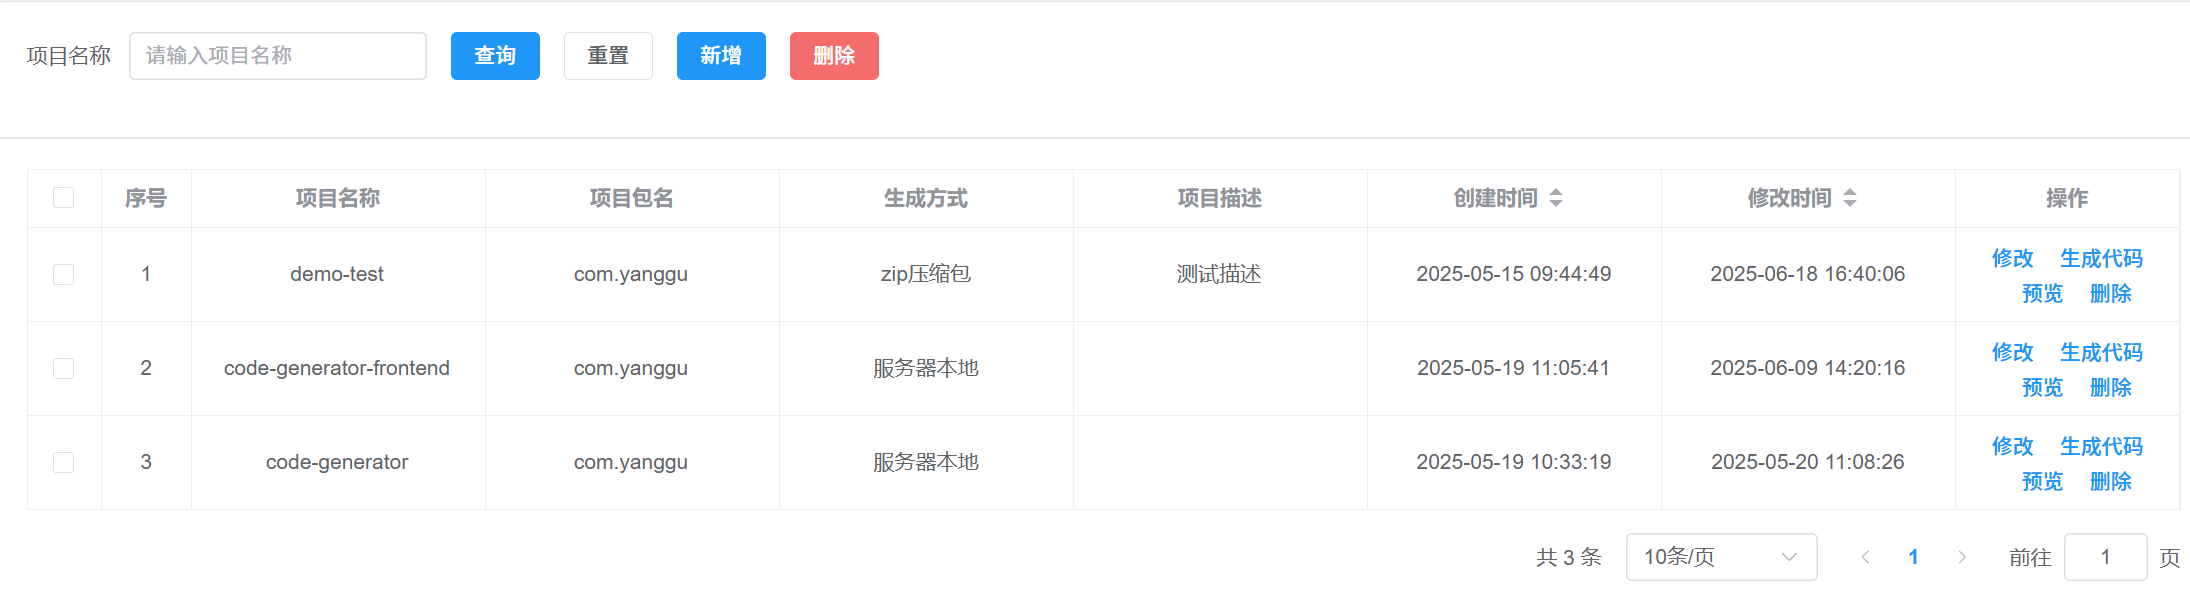 项目名称 请输入项目名称 查询 重置 新增 删除
序号 项目名称 项目包名 生成方式 项目描述 创建时间 修改时间 操作
1 demo-test com.yanggu zip压缩包 测试描述 2025-05-15 09:44:49 2025-06-18 16:40:06 修改 生成代码
预览 删除
2 code-generator-frontend com.yanggu 服务器本地 2025-05-19 11:05:41 2025-06-09 14:20:16 修改 生成代码
预览 删除
3 code-generator com.yanggu 服务器本地 2025-05-19 10:33:19 2025-05-20 11:08:26 修改 生成代码
预览 删除
共 3 条 10条/页 1 前往 1 页